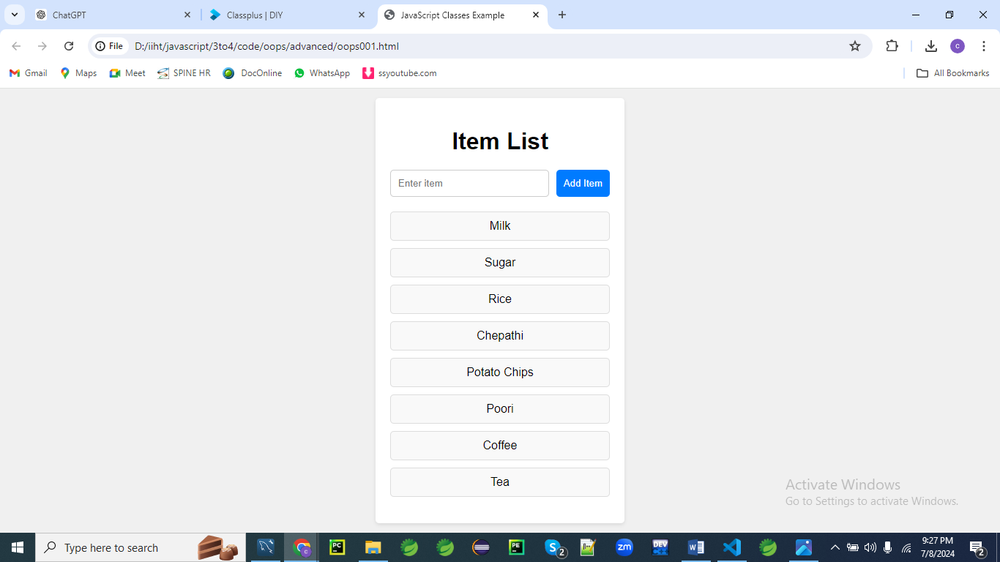 ChatGPT
Classplus | DIY
JavaScript Classes Example
File
D:/iiht/javascript/3to4/code/oops/advanced/oops001.html
c
Gmail
Maps
Meet
SPINE HR
DocOnline
WhatsApp
ssyoutube.com
All Bookmarks
Item List
Enter item
Add Item
Milk
Sugar
Rice
Chepathi
Potato Chips
Poori
Coffee
Tea
Activate Windows
Go to Settings to activate Windows.
Type here to search
c
PC
PE
S
2
zm
DEV
W
9:27 PM
7/8/2024
2